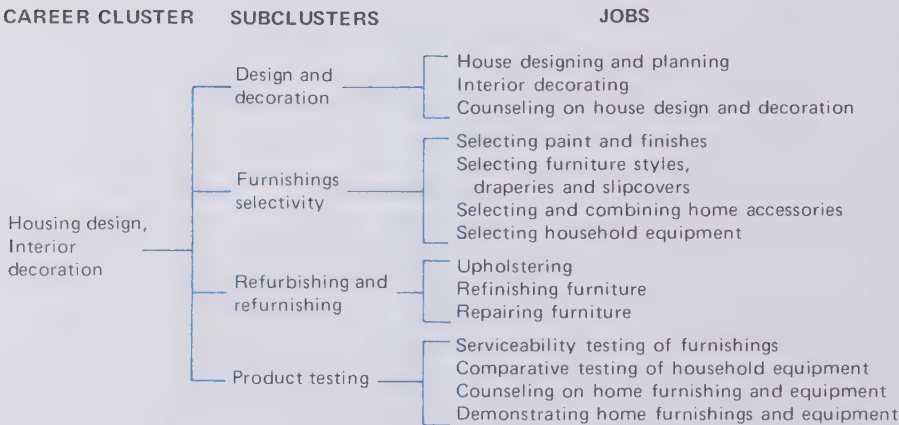 CAREER CLUSTER SUBCLUSTERS JOBS
Housing design,
Interior
decoration
Design and
decoration
House designing and planning
Interior decorating
Counseling on house design and decoration
Furnishings
selectivity
Selecting paint and finishes
Selecting furniture styles,
draperies and slipcovers
Selecting and combining home accessories
Selecting household equipment
Refurbishing and
refurnishing
Upholstering
Refinishing furniture
Repairing furniture
Product testing
Serviceability testing of furnishings
Comparative testing of household equipment
Counseling on home furnishing and equipment
Demonstrating home furnishings and equipment